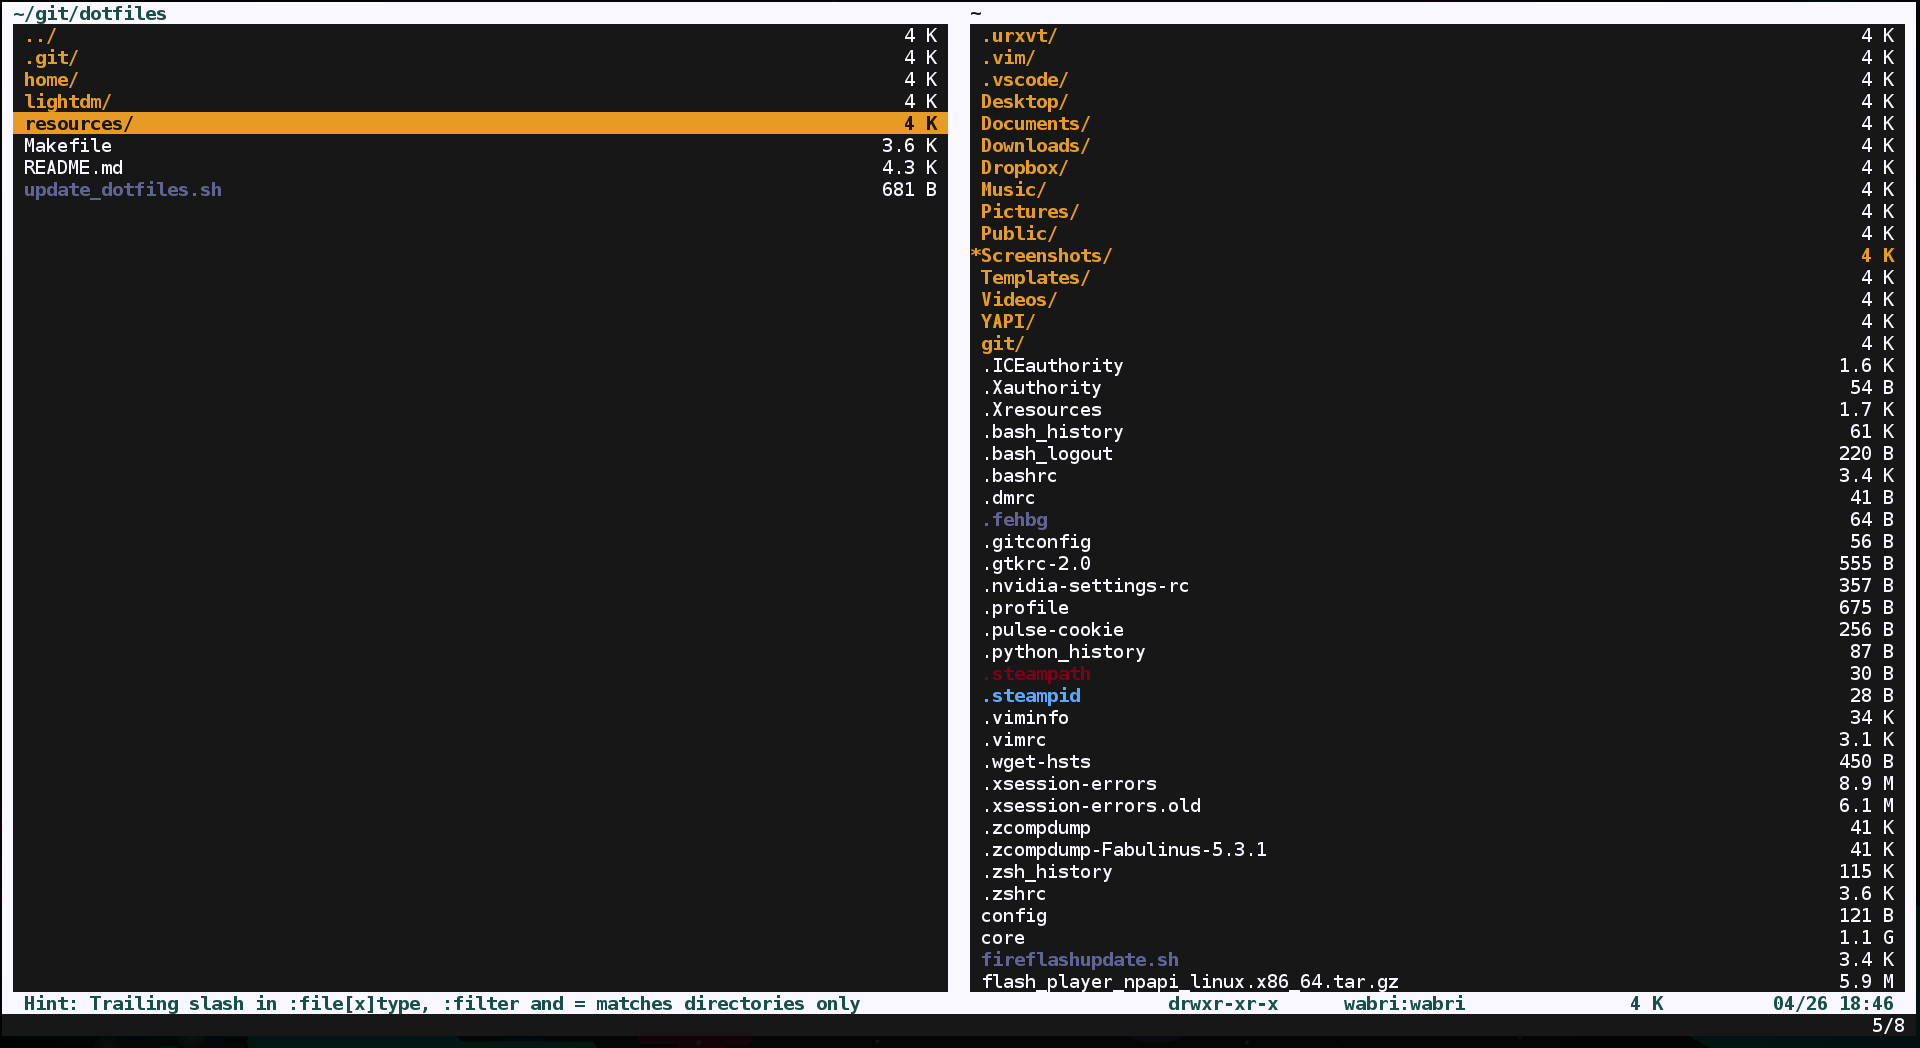 ~/git/dotfiles
../ 4 K
.git/ 4 K
home/ 4 K
lightdm/ 4 K
resources/ 4 K
Makefile 3.6 K
README.md 4.3 K
update_dotfiles.sh 681 B
~
.urxvt/ 4 K
.vim/ 4 K
.vscode/ 4 K
Desktop/ 4 K
Documents/ 4 K
Downloads/ 4 K
Dropbox/ 4 K
Music/ 4 K
Pictures/ 4 K
Public/ 4 K
*Screenshots/ 4 K
Templates/ 4 K
Videos/ 4 K
YAPI/ 4 K
git/ 4 K
.ICEauthority 1.6 K
.Xauthority 54 B
.Xresources 1.7 K
.bash_history 61 K
.bash_logout 220 B
.bashrc 3.4 K
.dmrc 41 B
.fehbg 64 B
.gitconfig 56 B
.gtkrc-2.0 555 B
.nvidia-settings-rc 357 B
.profile 675 B
.pulse-cookie 256 B
.python_history 87 B
.steampath 30 B
.steampid 28 B
.viminfo 34 K
.vimrc 3.1 K
.wget-hsts 450 B
.xsession-errors 8.9 M
.xsession-errors.old 6.1 M
.zcompdump 41 K
.zcompdump-Fabulinus-5.3.1 41 K
.zsh_history 115 K
.zshrc 3.6 K
config 121 B
core 1.1 G
fireflashupdate.sh 3.4 K
flash_player_npapi_linux.x86_64.tar.gz 5.9 M
Hint: Trailing slash in :file[x]type, :filter and = matches directories only drwxr-xr-x wabri:wabri 4 K 04/26 18:46
5/8